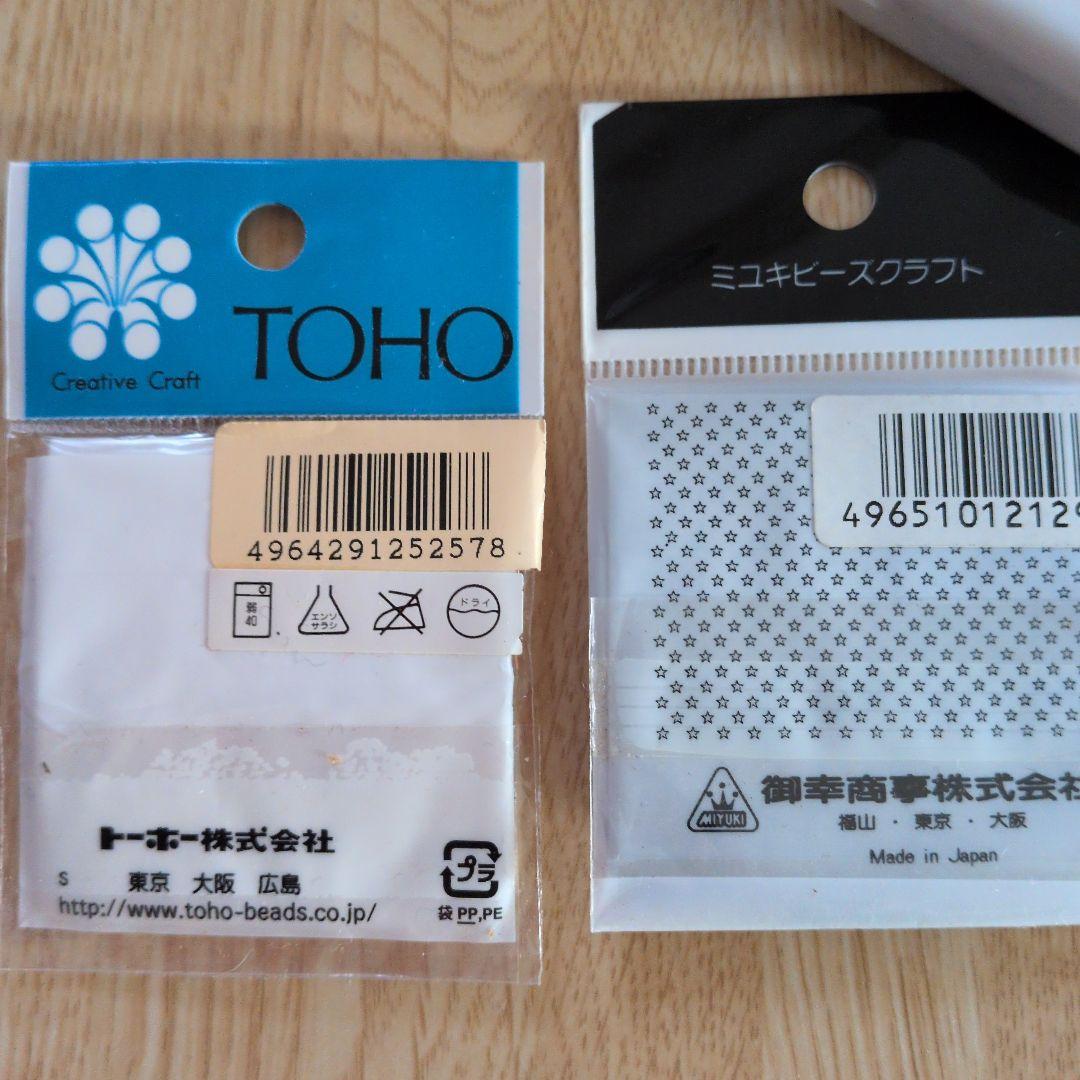 TOHO
Creative Craft
4964291252578
弱
40
エンソ
サラシ
ドライ
トーホー株式会社
S 東京 大阪 広島
http://www.toho-beads.co.jp/
プラ
袋 PP,PE
ミユキビーズクラフト
49651012129
MIYUKI
御幸商事株式会社
福山・東京・大阪
Made in Japan